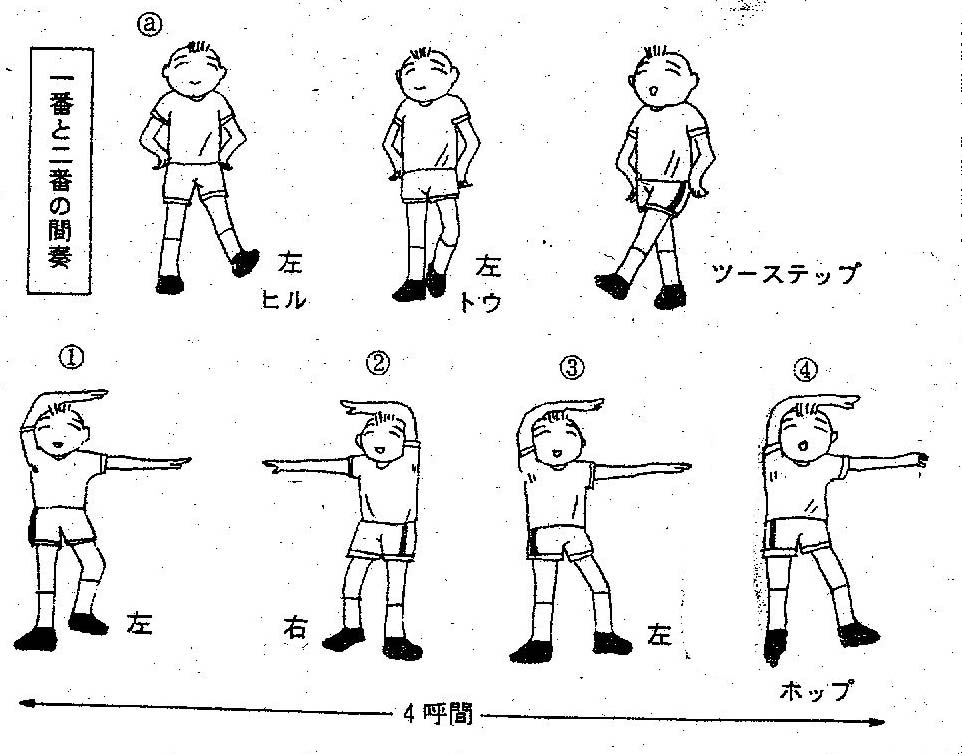 ⓐ
一番と二番の間奏
左
ヒル
左
トウ
ツーステップ
①
②
③
④
左
右
左
ホップ
4呼間